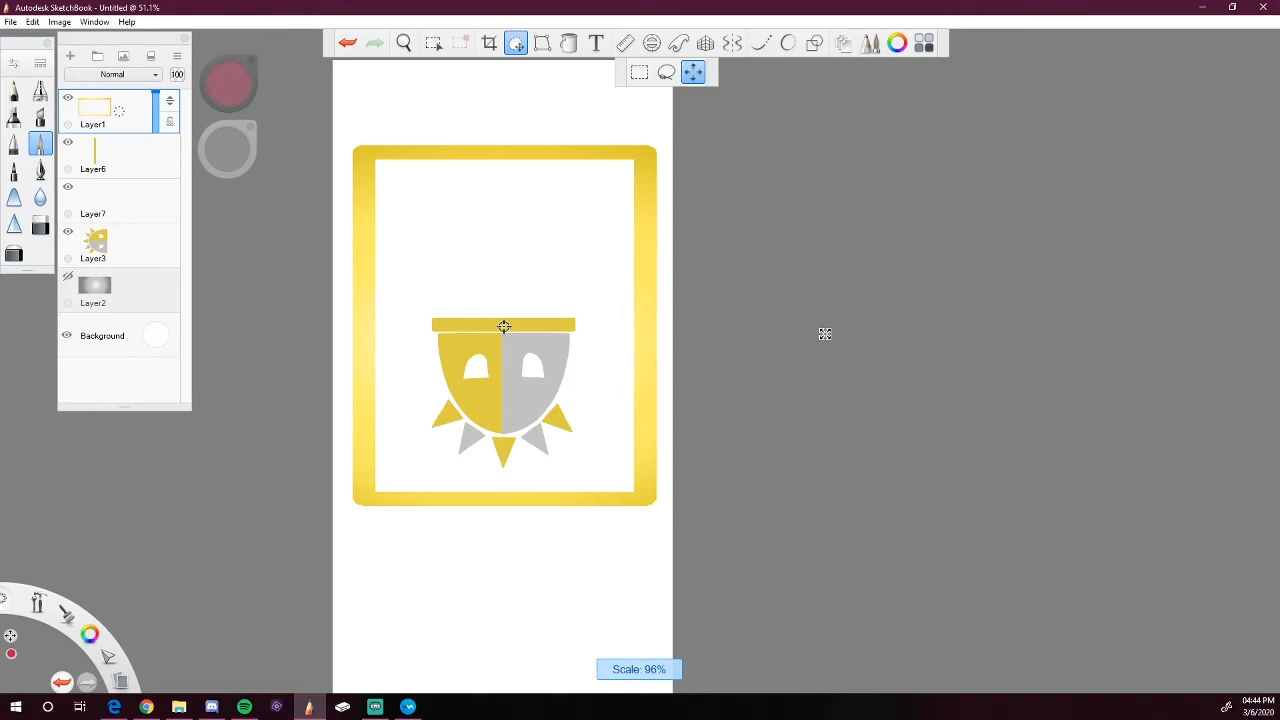 Autodesk SketchBook - Untitled @ 51.1%
File Edit Image Window Help
Normal 100
Layer1
Layer6
Layer7
Layer3
Layer2
Background
Scale: 96%
04:44 PM
3/6/2020